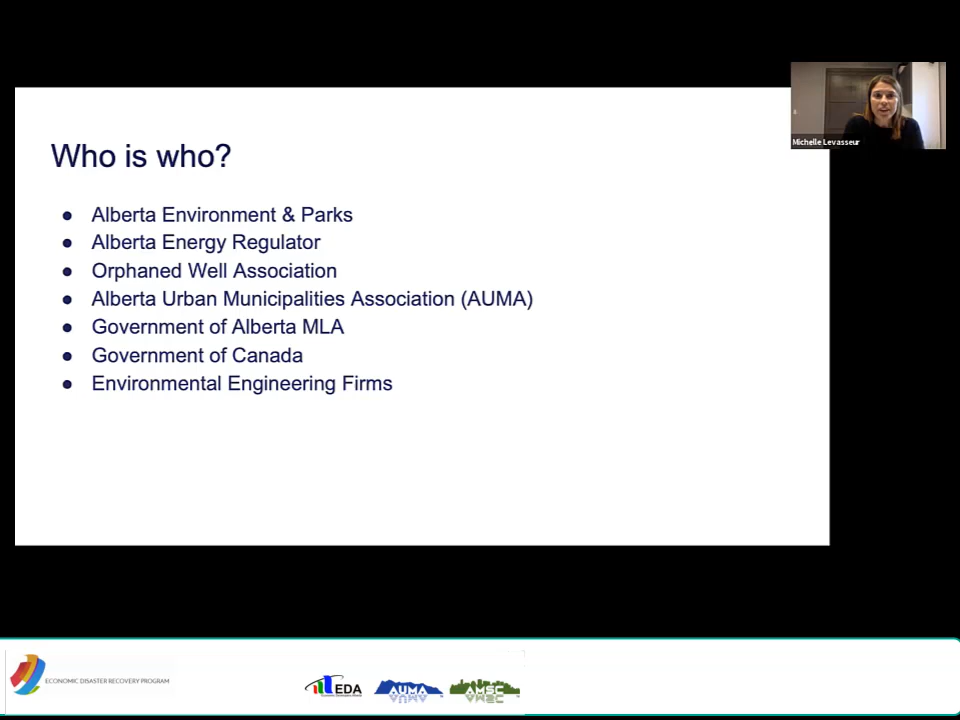 Michelle Levasseur
Who is who?
● Alberta Environment & Parks
● Alberta Energy Regulator
● Orphaned Well Association
● Alberta Urban Municipalities Association (AUMA)
● Government of Alberta MLA
● Government of Canada
● Environmental Engineering Firms
ECONOMIC DISASTER RECOVERY PROGRAM
EDA
AUMA
AMSC